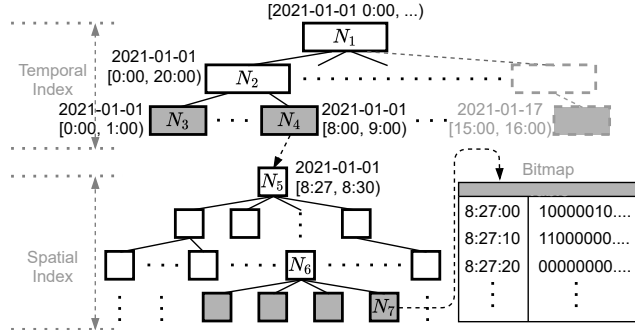 [2021-01-01 0:00, ...)
N1
2021-01-01
[0:00, 20:00)
N2
Temporal
Index
2021-01-01
[0:00, 1:00)
N3
N4
2021-01-01
[8:00, 9:00)
2021-01-17
[15:00, 16:00)
2021-01-01
[8:27, 8:30)
N5
Bitmap
8:27:00 10000010....
8:27:10 11000000....
8:27:20 00000000....
Spatial
Index
N6
N7